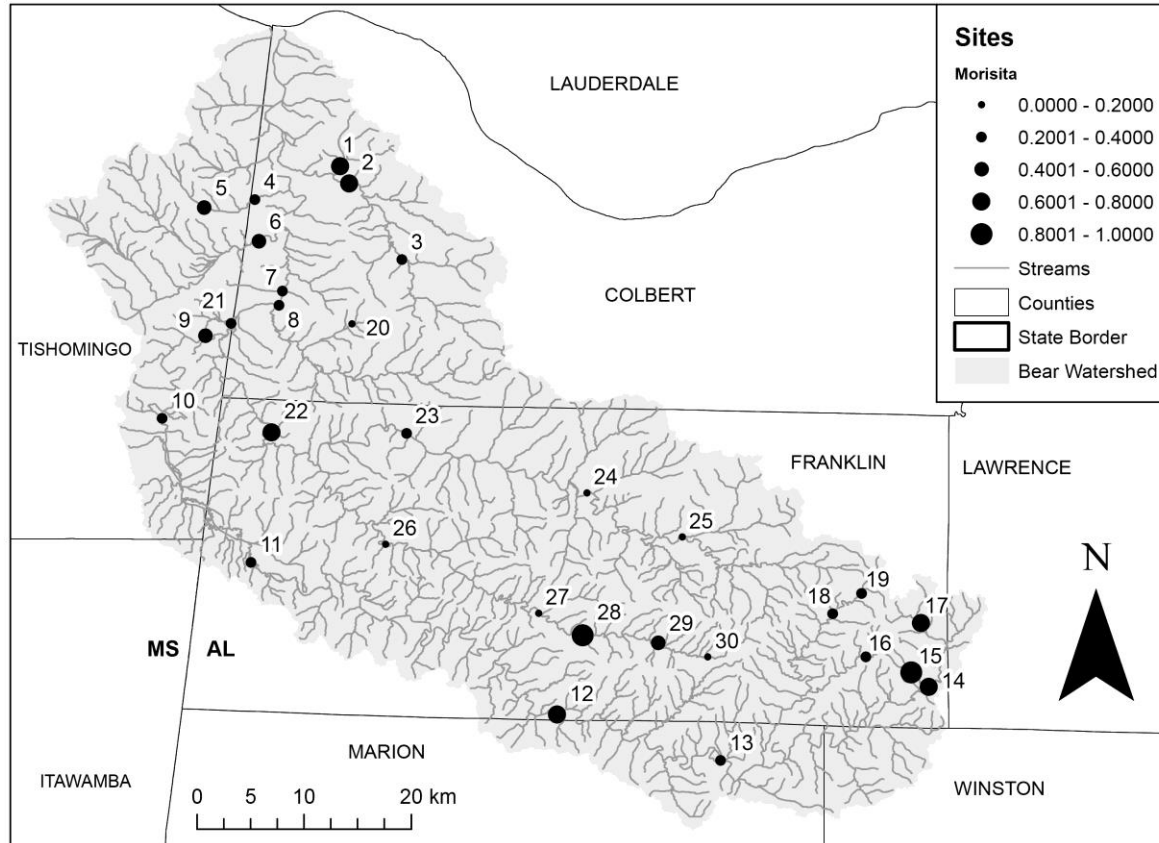 LAUDERDALE
Sites
Morisita
0.0000 - 0.2000
0.2001 - 0.4000
0.4001 - 0.6000
0.6001 - 0.8000
0.8001 - 1.0000
Streams
Counties
State Border
Bear Watershed
1
2
5
4
6
3
7
COLBERT
21
8
20
9
TISHOMINGO
10
22
23
FRANKLIN
LAWRENCE
24
25
26
11
N
19
18
27
17
28
MS AL
29
30
16
15
14
12
13
MARION
ITAWAMBA
WINSTON
0 5 10 20 km